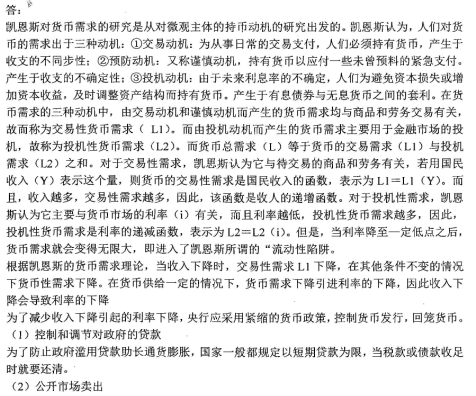 答：
凯恩斯对货币需求的研究是从对微观主体的持币动机的研究出发的。凯恩斯认为，人们对货
币的需求出于三种动机：①交易动机：为从事日常的交易支付，人们必须持有货币，产生于
收支的不同步性；②预防动机：又称谨慎动机，持有货币以应付一些未曾预料的紧急支付。
产生于收支的不确定性；③投机动机：由于未来利息率的不确定，人们为避免资本损失或增
加资本收益，及时调整资产结构而持有货币。产生于有息债券与无息货币之间的套利。在货
币需求的三种动机中，由交易动机和谨慎动机而产生的货币需求均与商品和劳务交易有关，
故而称为交易性货币需求（ L1）。而由投机动机而产生的货币需求主要用于金融市场的投
机，故称为投机性货币需求（L2）。而货币总需求（L）等于货币的交易需求（L1）与投机
需求（L2）之和。对于交易性需求，凯恩斯认为它与待交易的商品和劳务有关，若用国民
收入（Y）表示这个量，则货币的交易性需求是国民收入的函数，表示为 L1=L1（Y）。而
且，收入越多，交易性需求越多，因此，该函数是收人的递增函数。对于投机性需求，凯恩
斯认为它主要与货币市场的利率（i）有关，而且利率越低，投机性货币需求越多，因此，
投机性货币需求是利率的递减函数，表示为 L2=L2（i）。但是，当利率降至一定低点之后，
货币需求就会变得无限大，即进入了凯恩斯所谓的“流动性陷阱。
根据凯恩斯的货币需求理论，当收入下降时，交易性需求 L1 下降，在其他条件不变的情况
下货币性需求下降。在货币供给一定的情况下，货币需求下降引进利率的下降，因此收入下
降会导致利率的下降
为了减少收入下降引起的利率下降，央行应采用紧缩的货币政策，控制货币发行，回笼货币。
（1）控制和调节对政府的贷款
为了防止政府滥用贷款助长通货膨胀，国家一般都规定以短期贷款为限，当税款或债款收足
时就要还清。
（2）公开市场卖出